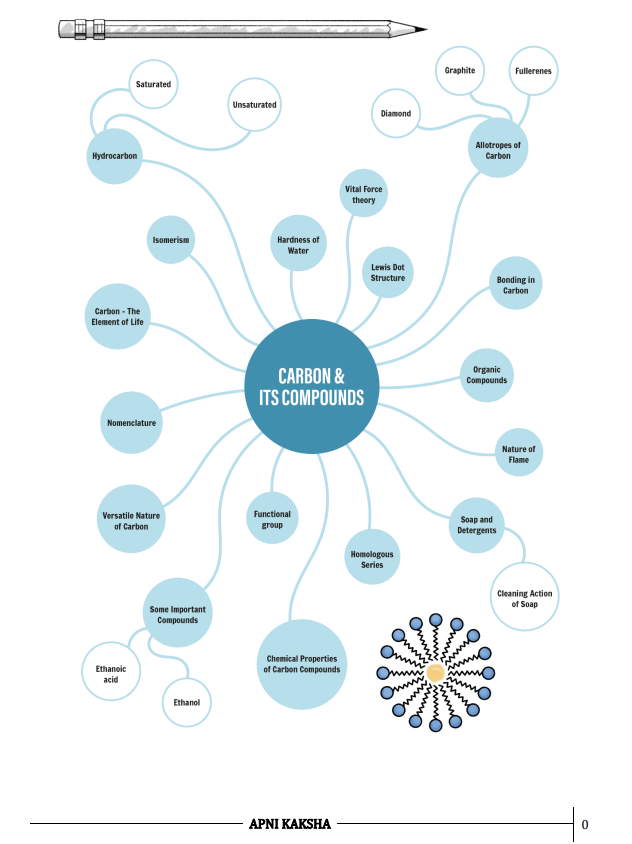 Graphite
Fullerenes
Saturated
Unsaturated
Diamond
Allotropes of
Carbon
Hydrocarbon
Vital Force
theory
Isomerism
Hardness of
Water
Lewis Dot
Structure
Bonding in
Carbon
Carbon - The
Element of Life
CARBON &
ITS COMPOUNDS
Organic
Compounds
Nomenclature
Nature of
Flame
Versatile Nature
of Carbon
Functional
group
Soap and
Detergents
Homologous
Series
Cleaning Action
of Soap
Some Important
Compounds
Chemical Properties
of Carbon Compounds
Ethanoic
acid
Ethanol
APNI KAKSHA
0